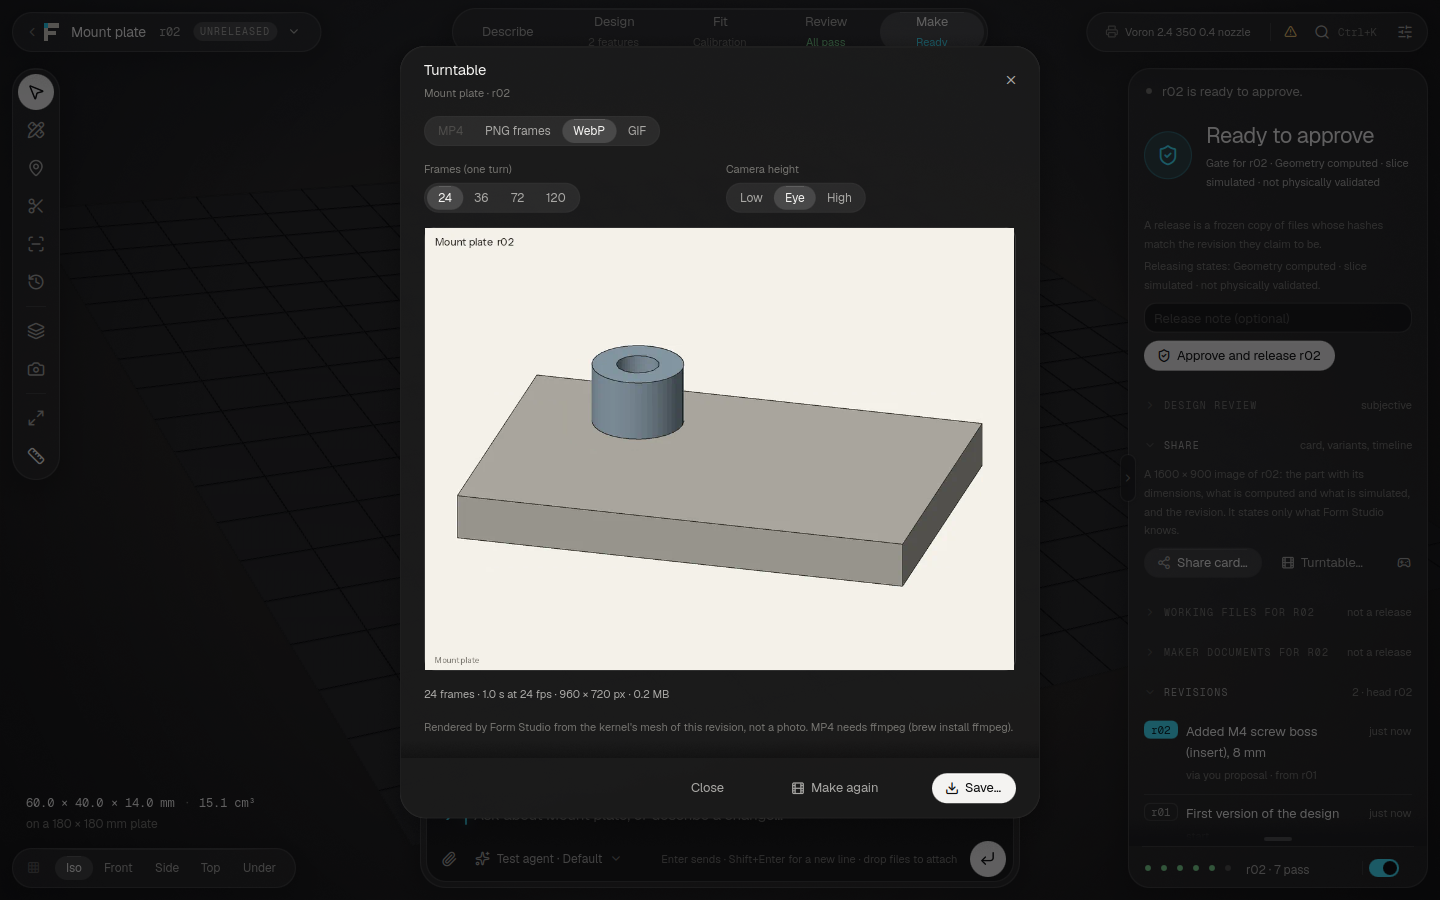 Mount plate r02 UNRELEASED
Describe
Design
2 features
Fit
Calibration
Review
All pass
Make
Ready
Voron 2.4 350 0.4 nozzle
Ctrl+K
Turntable
Mount plate · r02
MP4 PNG frames WebP GIF
Frames (one turn)
24 36 72 120
Camera height
Low Eye High
Mount plate r02
Mount plate
24 frames · 1.0 s at 24 fps · 960 × 720 px · 0.2 MB
Rendered by Form Studio from the kernel's mesh of this revision, not a photo. MP4 needs ffmpeg (brew install ffmpeg).
Close
Make again
Save...
r02 is ready to approve.
Ready to approve
Gate for r02 · Geometry computed · slice
simulated · not physically validated
A release is a frozen copy of files whose hashes
match the revision they claim to be.
Releasing states: Geometry computed · slice
simulated · not physically validated.
Release note (optional)
Approve and release r02
DESIGN REVIEW subjective
SHARE card, variants, timeline
A 1600 × 900 image of r02: the part with its
dimensions, what is computed and what is simulated,
and the revision. It states only what Form Studio
knows.
Share card...
Turntable...
WORKING FILES FOR R02 not a release
MAKER DOCUMENTS FOR R02 not a release
REVISIONS 2 · head r02
r02 Added M4 screw boss just now
(insert), 8 mm
via you proposal · from r01
r01 First version of the design just now
r02 · 7 pass
60.0 × 40.0 × 14.0 mm · 15.1 cm³
on a 180 × 180 mm plate
Iso Front Side Top Under
Test agent · Default
Enter sends · Shift+Enter for a new line · drop files to attach